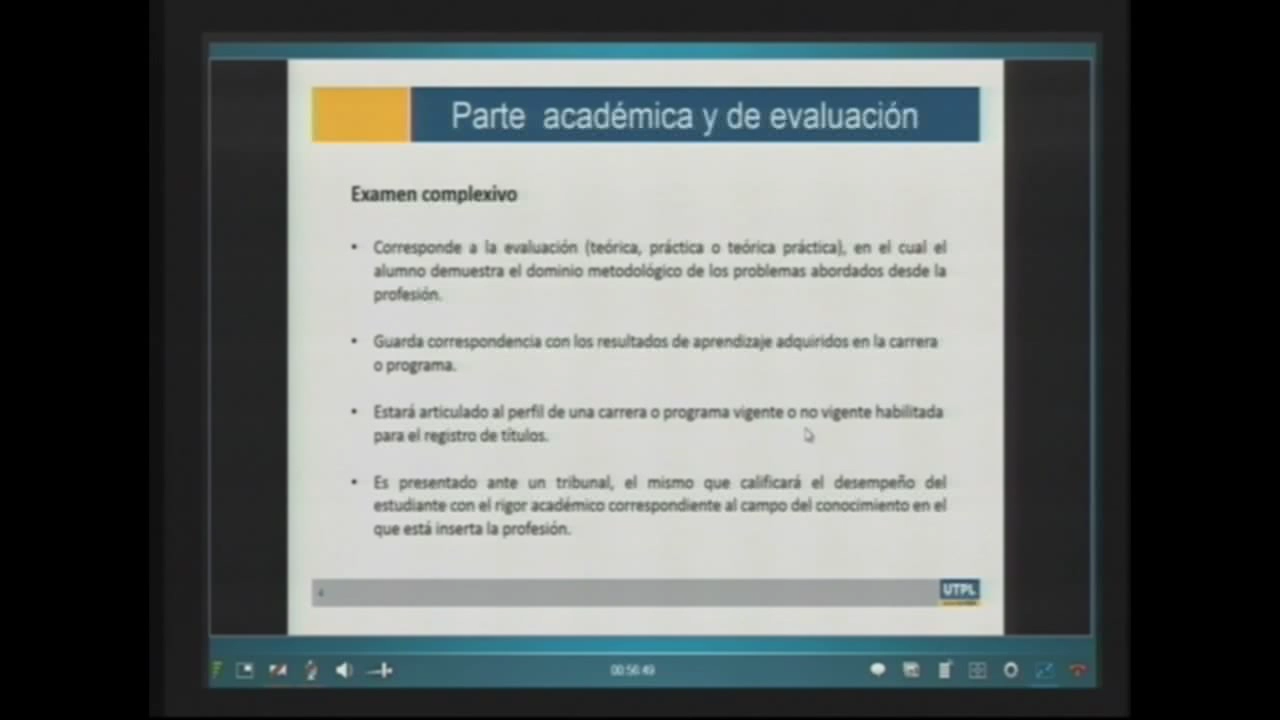 Parte académica y de evaluación
Examen complexivo
• Corresponde a la evaluación (teórica, práctica o teórica práctica), en el cual el
alumno demuestra el dominio metodológico de los problemas abordados desde la
profesión.
• Guarda correspondencia con los resultados de aprendizaje adquiridos en la carrera
o programa.
• Estará articulado al perfil de una carrera o programa vigente o no vigente habilitada
para el registro de títulos.
• Es presentado ante un tribunal, el mismo que calificará el desempeño del
estudiante con el rigor académico correspondiente al campo del conocimiento en el
que está inserta la profesión.
4
UTPL
00:56:49